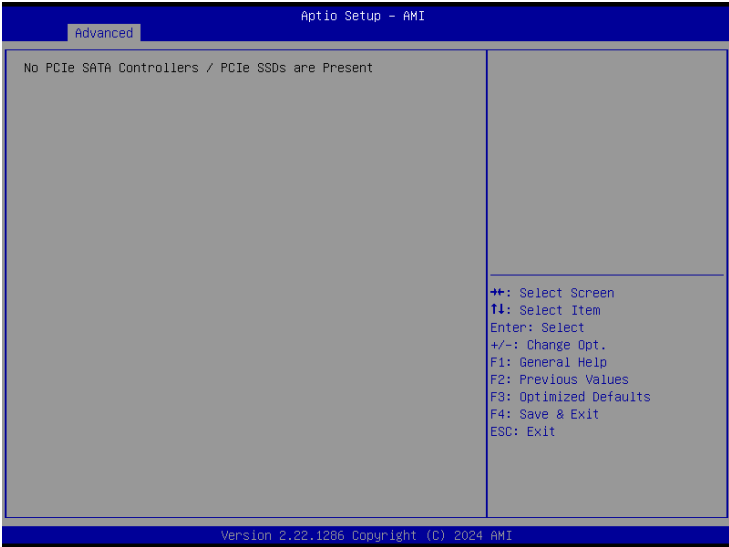 Aptio Setup - AMI
Advanced
No PCIe SATA Controllers / PCIe SSDs are Present
→←: Select Screen
↑↓: Select Item
Enter: Select
+/-: Change Opt.
F1: General Help
F2: Previous Values
F3: Optimized Defaults
F4: Save & Exit
ESC: Exit
Version 2.22.1286 Copyright (C) 2024 AMI